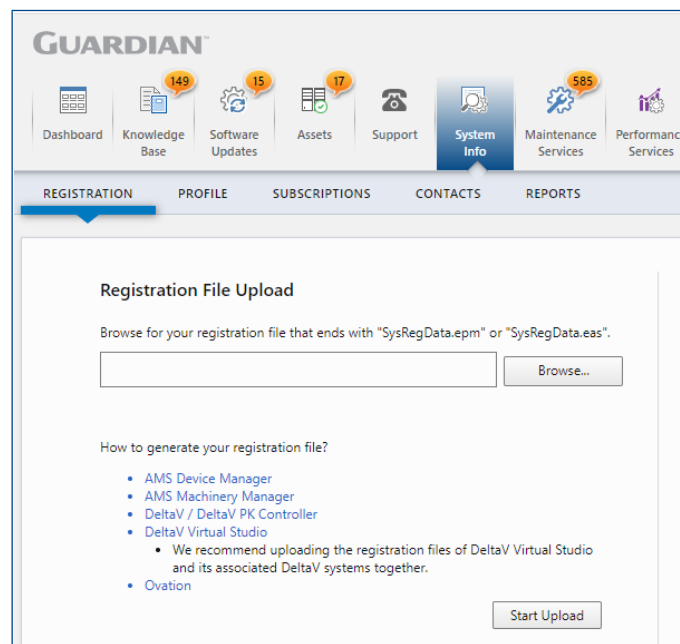 GUARDIAN™
149
15
17
585
Dashboard
Knowledge
Base
Software
Updates
Assets
Support
System
Info
Maintenance
Services
Performanc
Services
REGISTRATION PROFILE SUBSCRIPTIONS CONTACTS REPORTS
Registration File Upload
Browse for your registration file that ends with "SysRegData.epm" or "SysRegData.eas".
Browse...
How to generate your registration file?
• AMS Device Manager
• AMS Machinery Manager
• DeltaV / DeltaV PK Controller
• DeltaV Virtual Studio
• We recommend uploading the registration files of DeltaV Virtual Studio
and its associated DeltaV systems together.
• Ovation
Start Upload